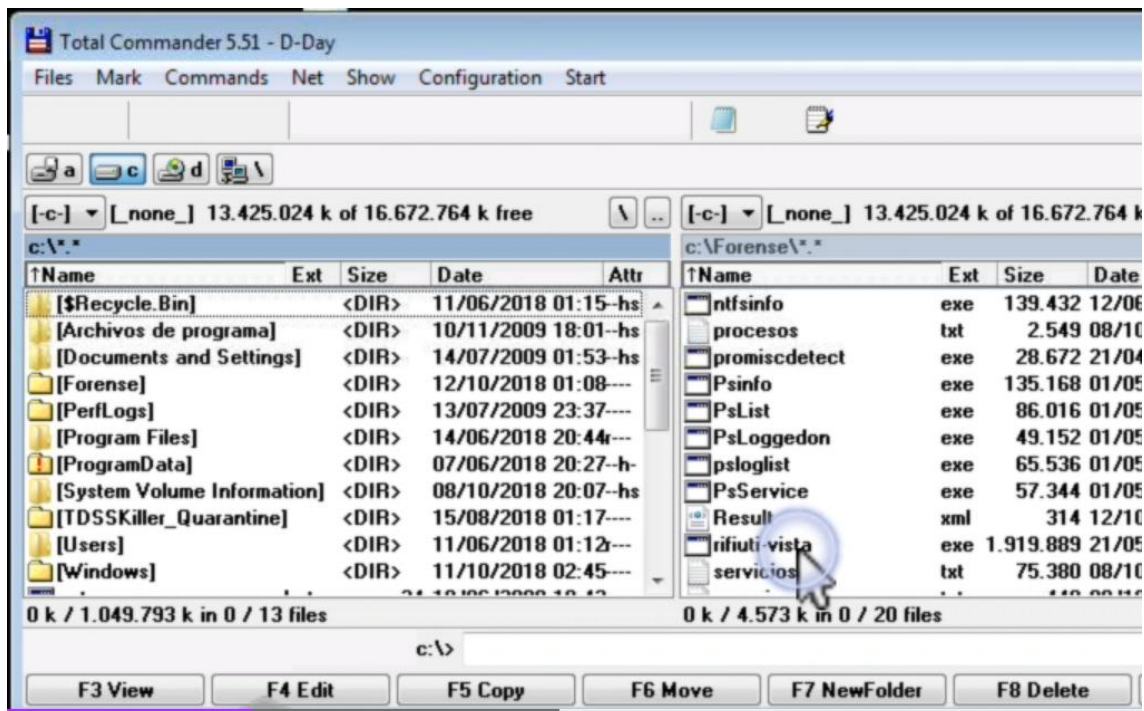 Total Commander 5.51 - D-Day
Files Mark Commands Net Show Configuration Start
a c d \
[-c-] [_none_] 13.425.024 k of 16.672.764 k free \ ..
c:\*.*
↑Name Ext Size Date Attr
[$Recycle.Bin] <DIR> 11/06/2018 01:15 --hs
[Archivos de programa] <DIR> 10/11/2009 18:01 --hs
[Documents and Settings] <DIR> 14/07/2009 01:53 --hs
[Forense] <DIR> 12/10/2018 01:08 ----
[PerfLogs] <DIR> 13/07/2009 23:37 ----
[Program Files] <DIR> 14/06/2018 20:44 r---
[ProgramData] <DIR> 07/06/2018 20:27 --h-
[System Volume Information] <DIR> 08/10/2018 20:07 --hs
[TDSSKiller_Quarantine] <DIR> 15/08/2018 01:17 ----
[Users] <DIR> 11/06/2018 01:12 r---
[Windows] <DIR> 11/10/2018 02:45 ----
0 k / 1.049.793 k in 0 / 13 files
[-c-] [_none_] 13.425.024 k of 16.672.764 k
c:\Forense\*.*
↑Name Ext Size Date
ntfsinfo exe 139.432 12/06
procesos txt 2.549 08/10
promiscdetect exe 28.672 21/04
Psinfo exe 135.168 01/05
PsList exe 86.016 01/05
PsLoggedon exe 49.152 01/05
psloglist exe 65.536 01/05
PsService exe 57.344 01/05
Result xml 314 12/10
rifiuti-vista exe 1.919.889 21/05
servicios txt 75.380 08/10
0 k / 4.573 k in 0 / 20 files
c:\>
F3 View F4 Edit F5 Copy F6 Move F7 NewFolder F8 Delete